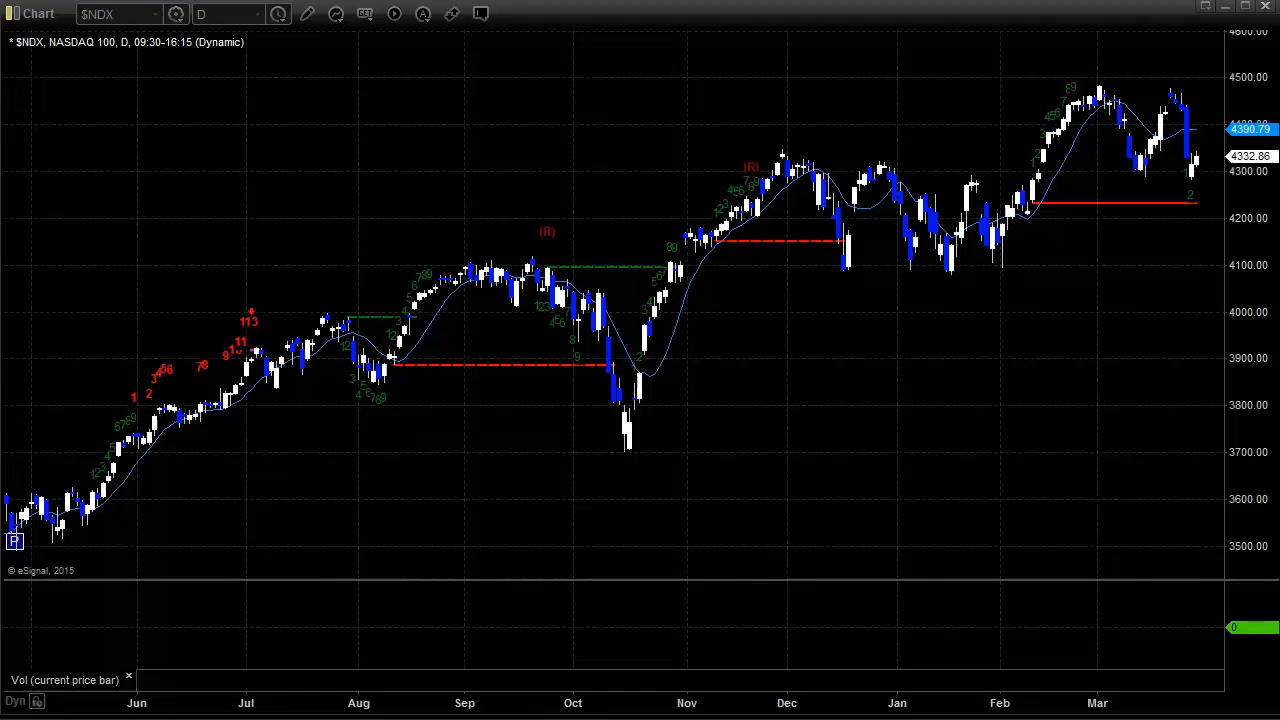 Chart
$NDX
D
GET
A
* $NDX, NASDAQ 100, D, 09:30-16:15 (Dynamic)
4600.00
4500.00
4400.00
4390.79
4332.86
4300.00
4200.00
4100.00
4000.00
3900.00
3800.00
3700.00
3600.00
3500.00
(R)
(R)
113
11
1
2
P
© eSignal, 2015
0
Vol (current price bar) ×
Dyn
Jun Jul Aug Sep Oct Nov Dec Jan Feb Mar